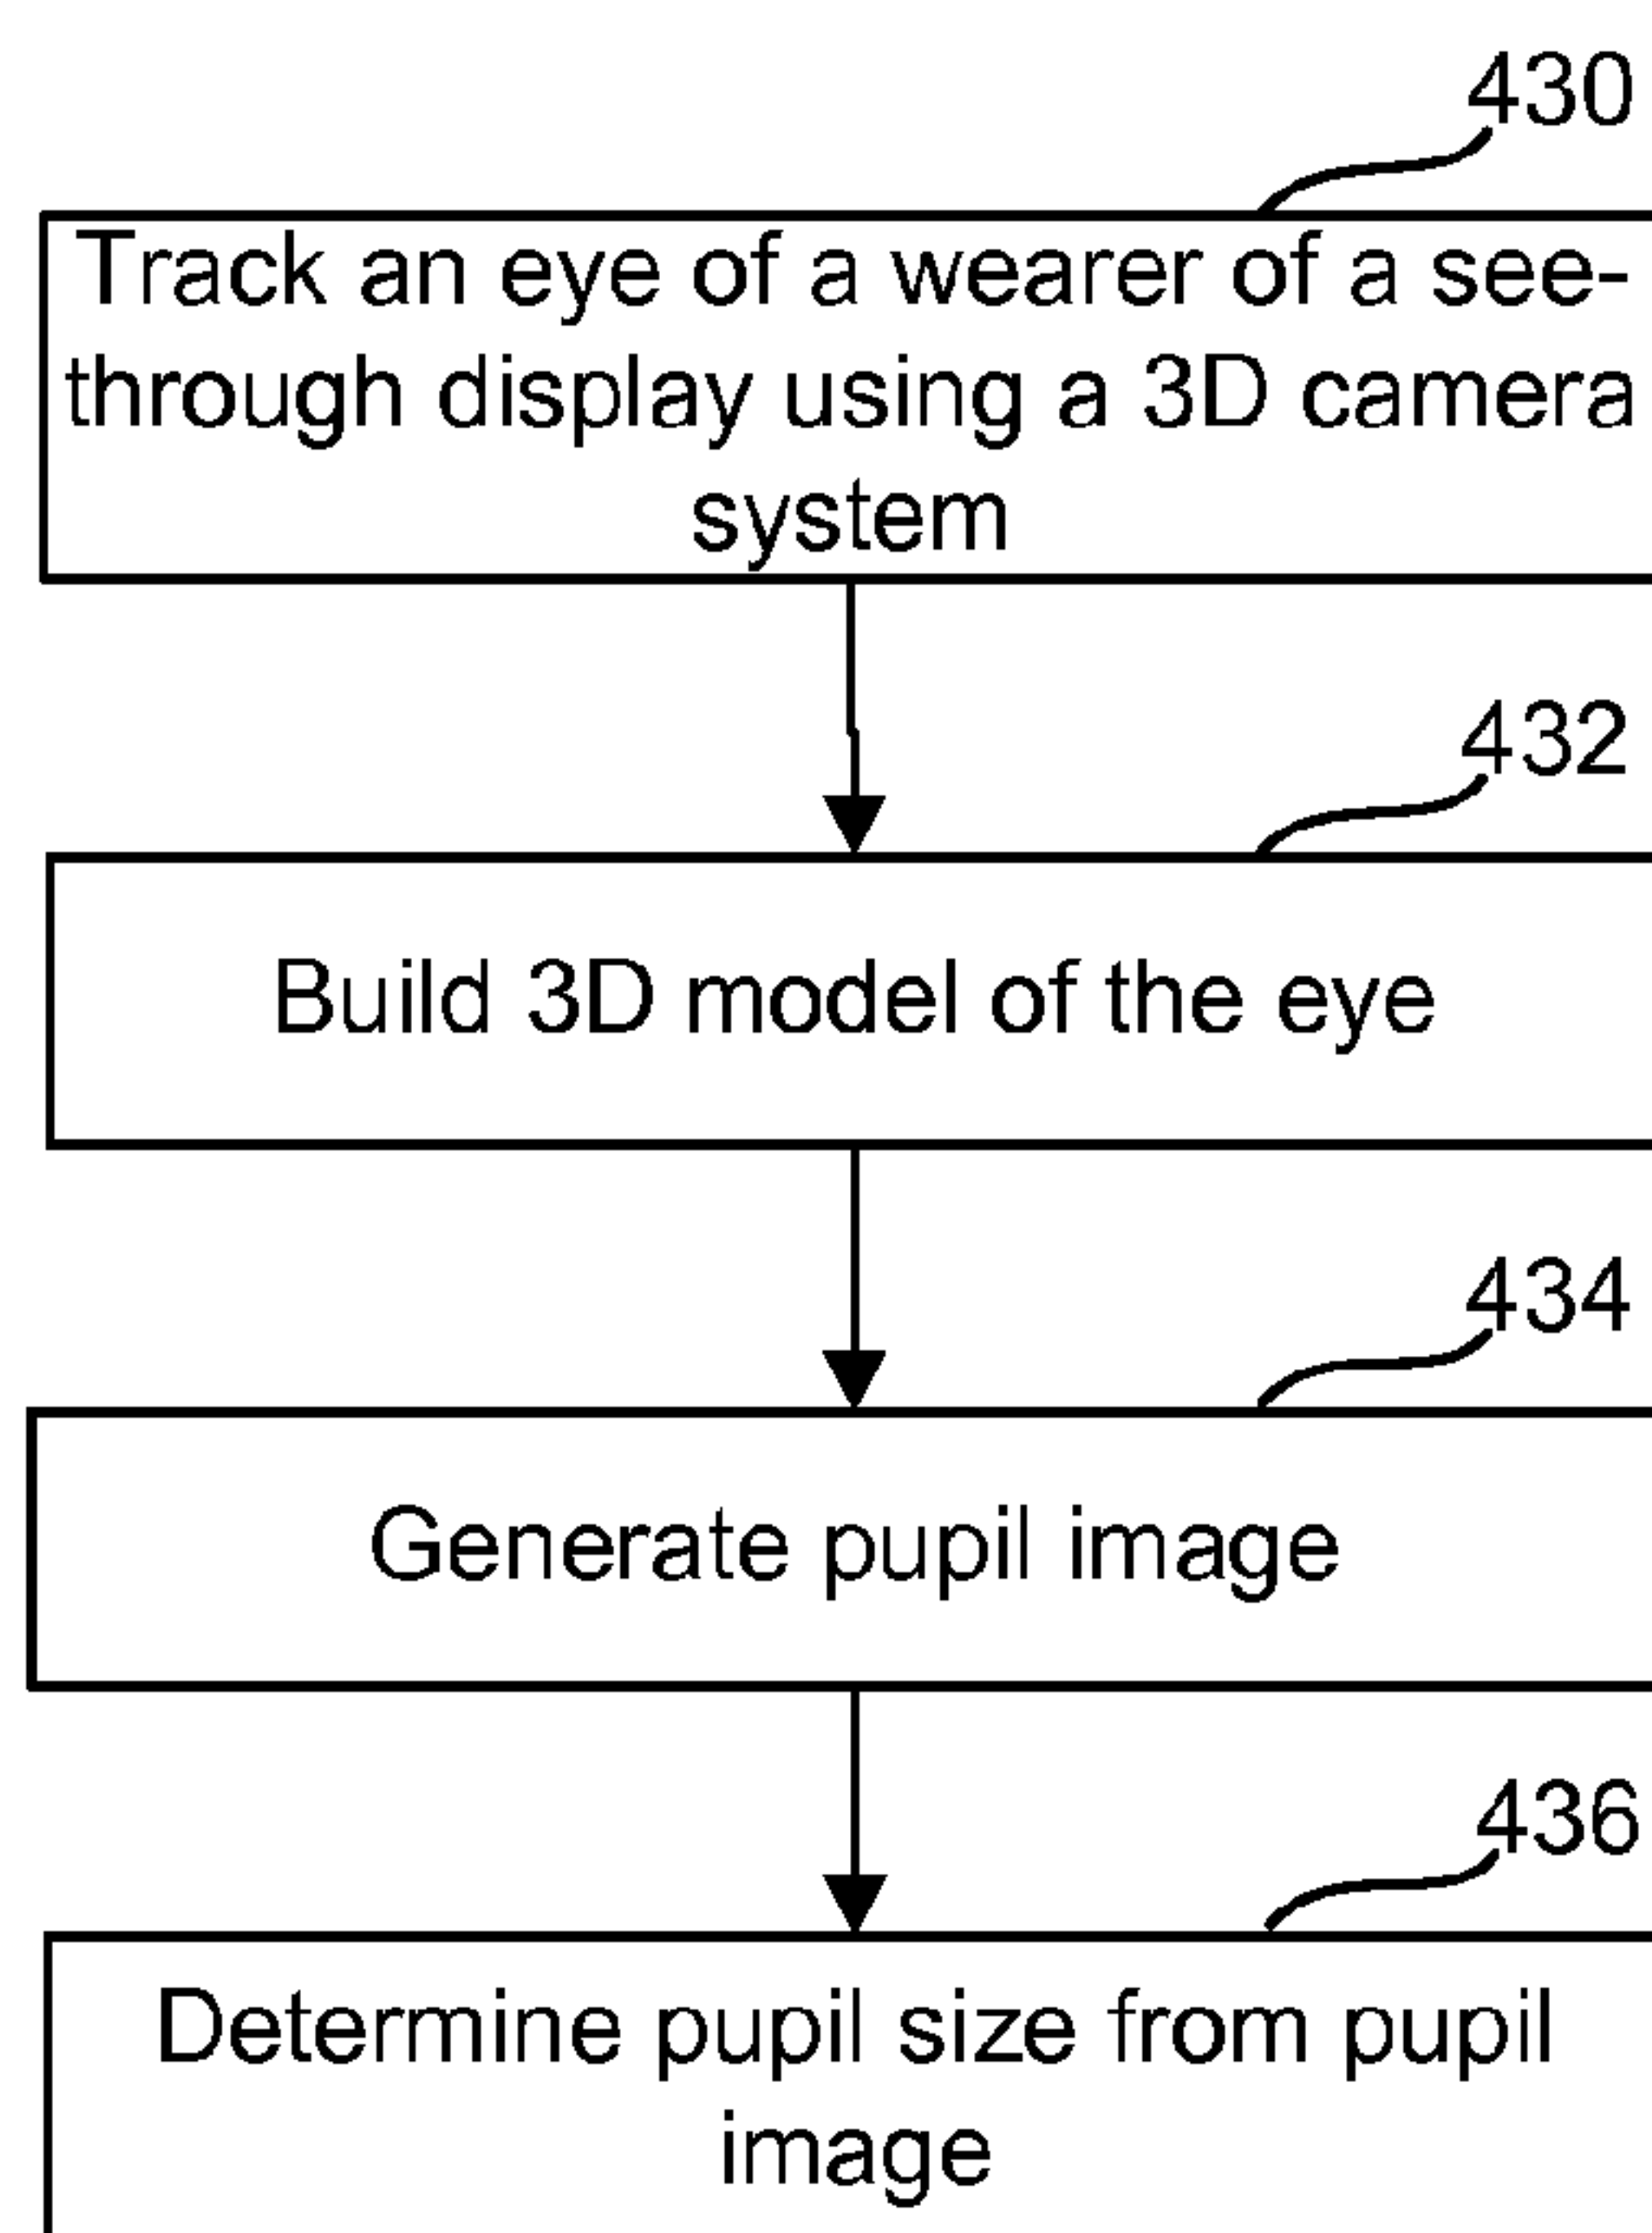 430
Track an eye of a wearer of a see-
through display using a 3D camera
system
432
Build 3D model of the eye
434
Generate pupil image
436
Determine pupil size from pupil
image